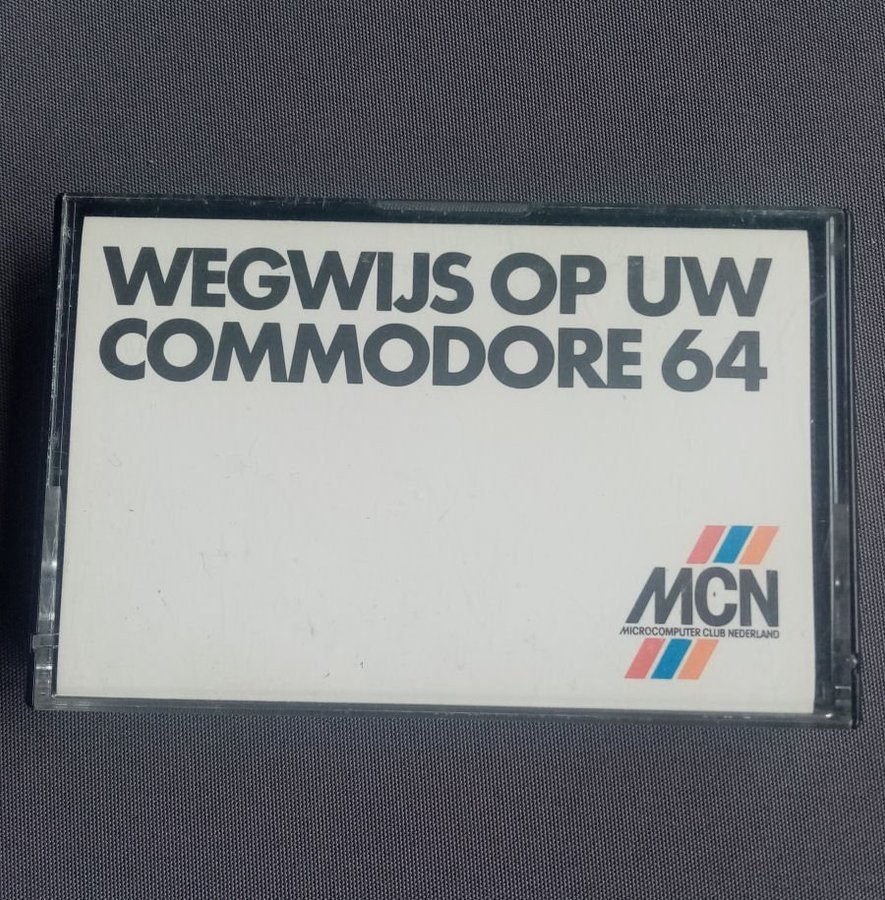 WEGWIJS OP UW
COMMODORE 64
MCN
MICROCOMPUTER CLUB NEDERLAND